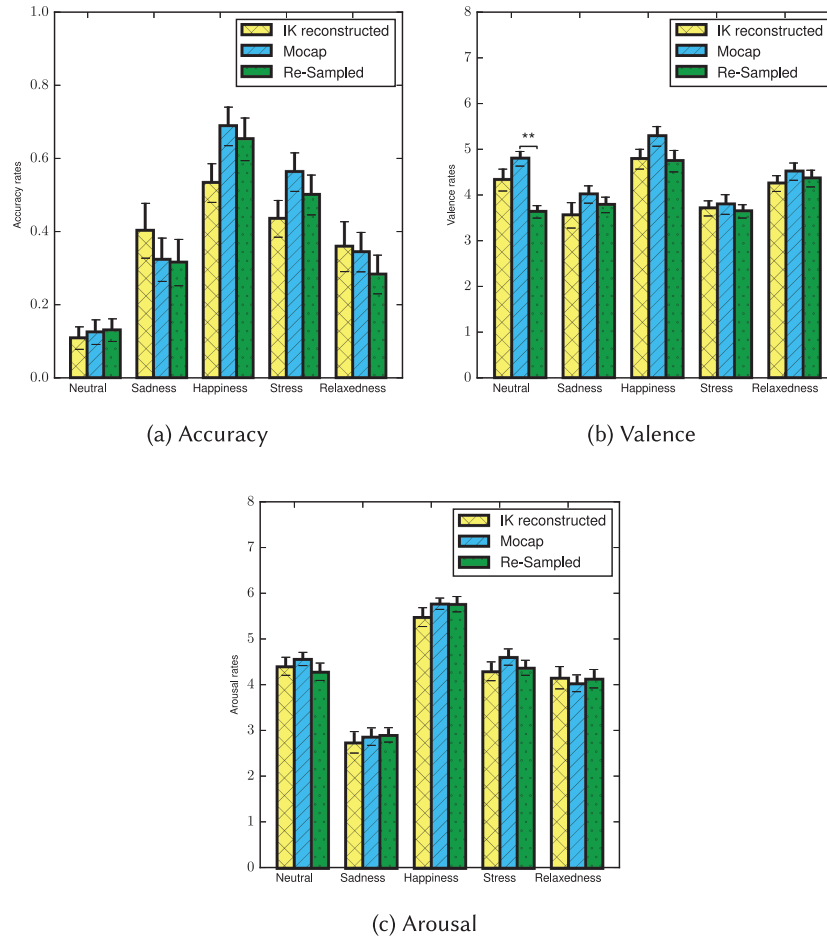 1.0
0.8
0.6
0.4
0.2
0.0
Accuracy rates
IK reconstructed
Mocap
Re-Sampled
Neutral Sadness Happiness Stress Relaxedness
(a) Accuracy
8
7
6
5
4
3
2
1
0
Valence rates
**
IK reconstructed
Mocap
Re-Sampled
Neutral Sadness Happiness Stress Relaxedness
(b) Valence
8
7
6
5
4
3
2
1
0
Arousal rates
IK reconstructed
Mocap
Re-Sampled
Neutral Sadness Happiness Stress Relaxedness
(c) Arousal